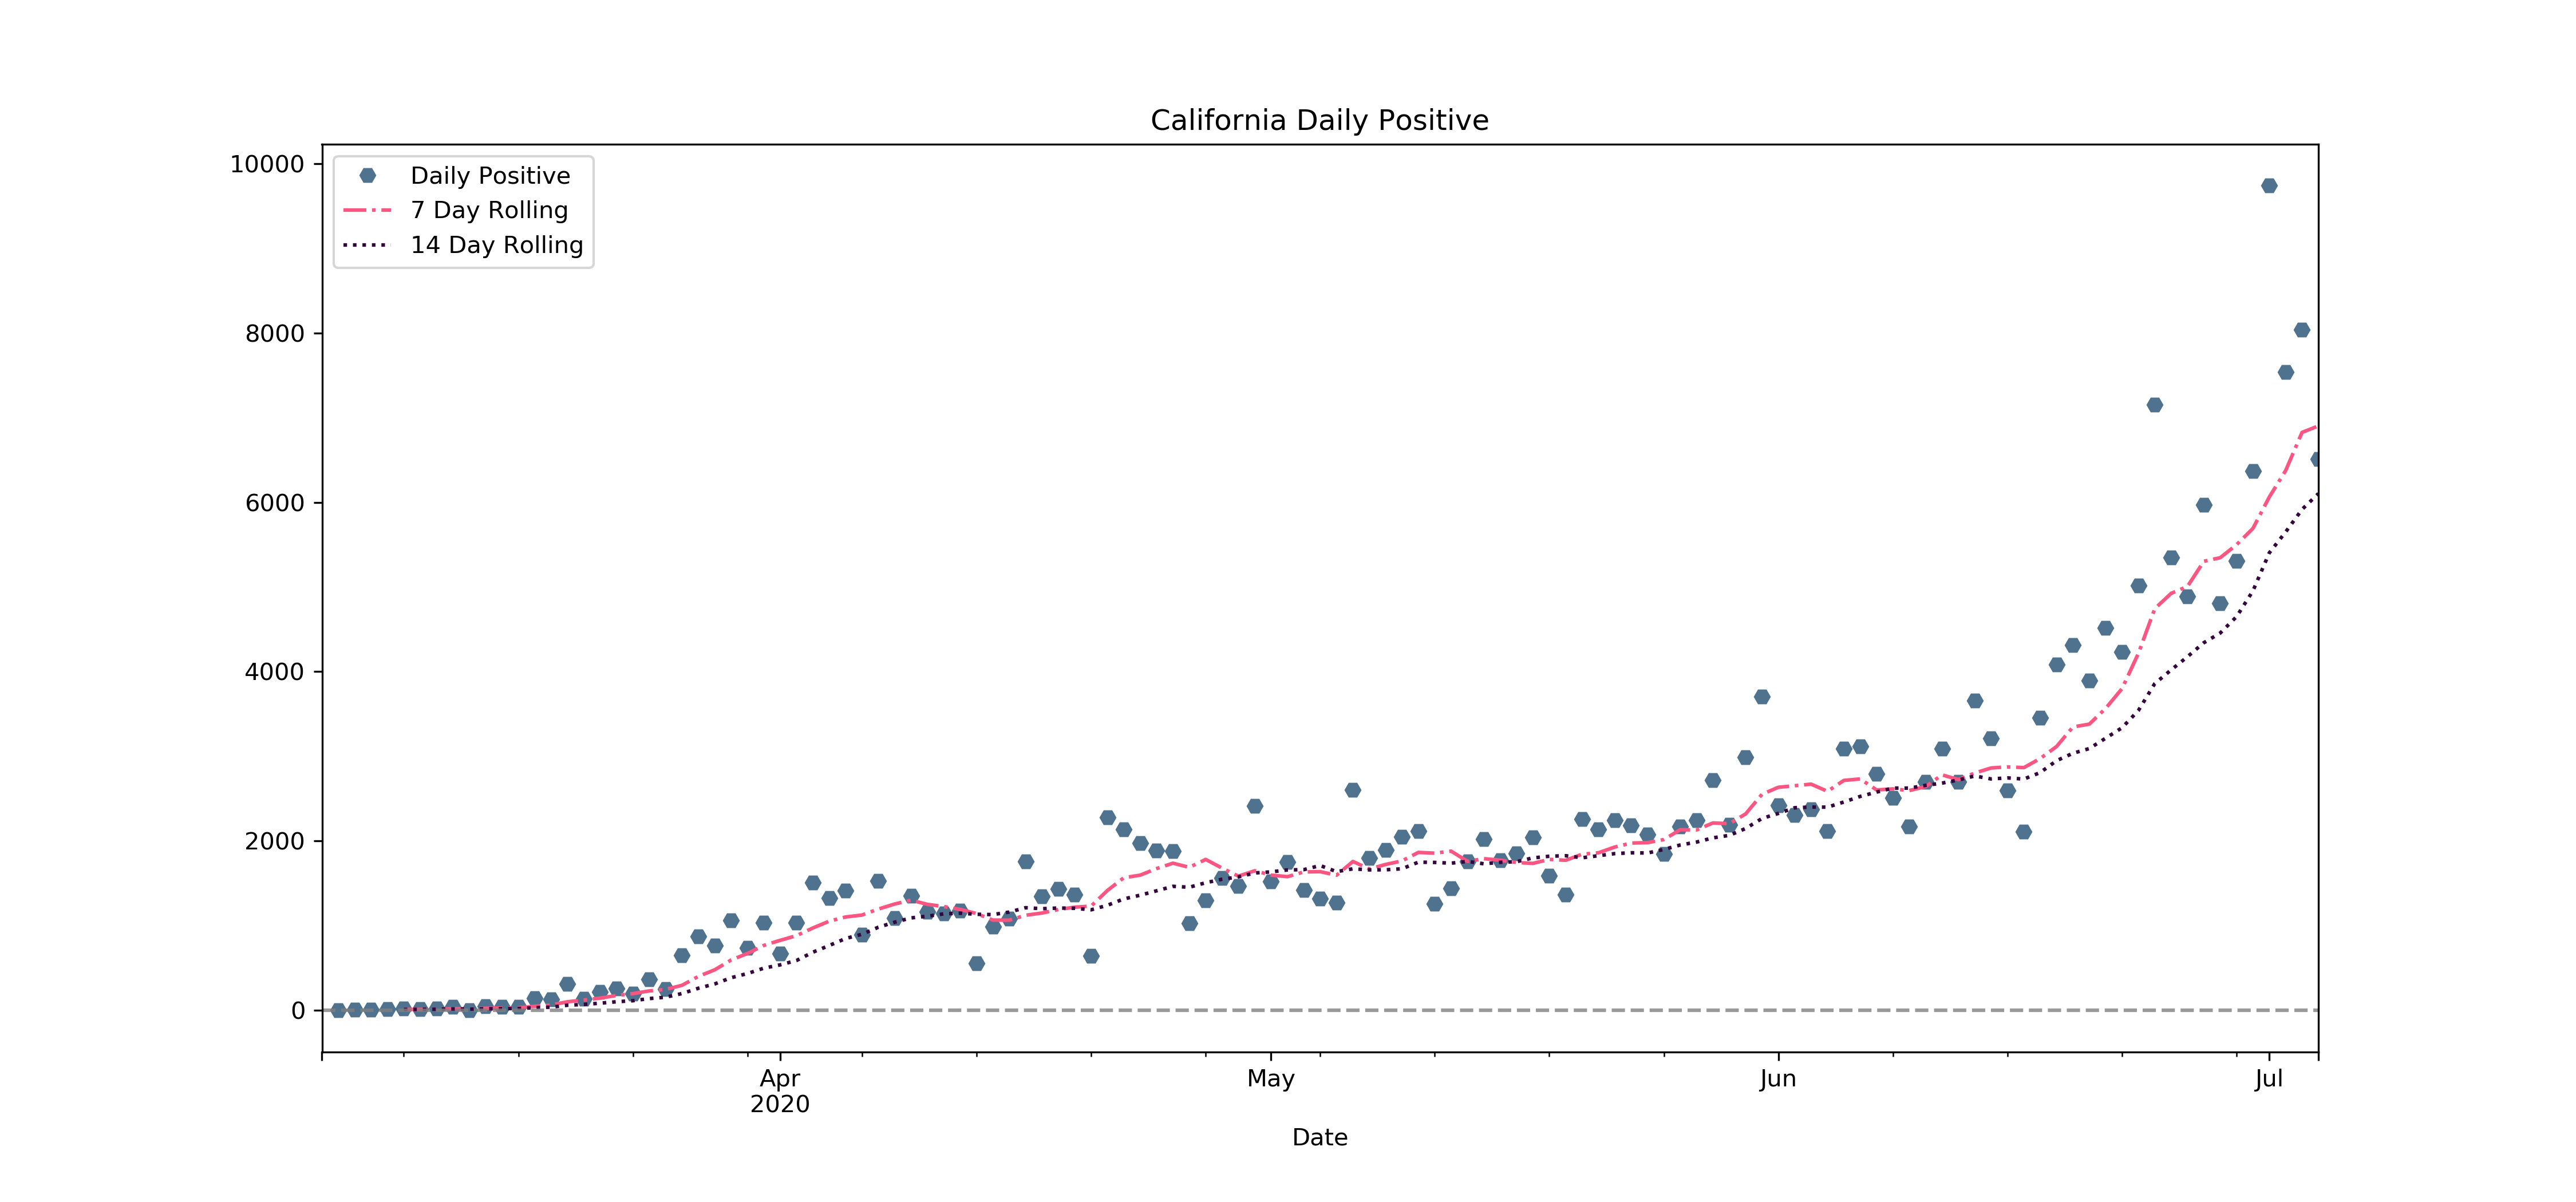 California Daily Positive
10000
8000
6000
4000
2000
0
Daily Positive
7 Day Rolling
14 Day Rolling
Apr
2020
May
Jun
Jul
Date